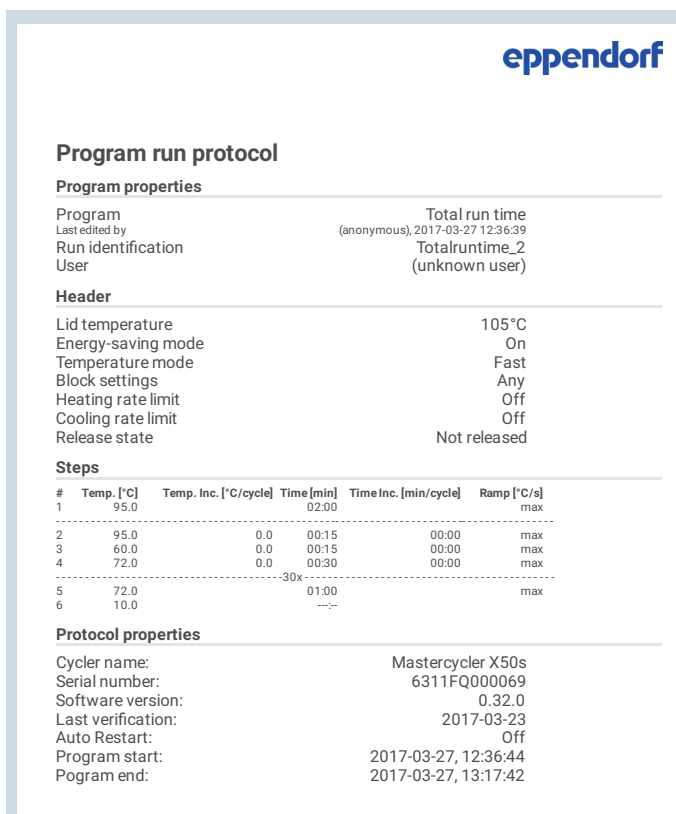 eppendorf
Program run protocol
Program properties
Program Total run time
Last edited by (anonymous), 2017-03-27 12:36:39
Run identification Totalruntime_2
User (unknown user)
Header
Lid temperature 105°C
Energy-saving mode On
Temperature mode Fast
Block settings Any
Heating rate limit Off
Cooling rate limit Off
Release state Not released
Steps
# Temp. [°C] Temp. Inc. [°C/cycle] Time [min] Time Inc. [min/cycle] Ramp [°C/s]
1 95.0 02:00 max
2 95.0 0.0 00:15 00:00 max
3 60.0 0.0 00:15 00:00 max
4 72.0 0.0 00:30 00:00 max
30x
5 72.0 01:00 max
6 10.0 ---:--
Protocol properties
Cycler name: Mastercycler X50s
Serial number: 6311FQ000069
Software version: 0.32.0
Last verification: 2017-03-23
Auto Restart: Off
Program start: 2017-03-27, 12:36:44
Pogram end: 2017-03-27, 13:17:42